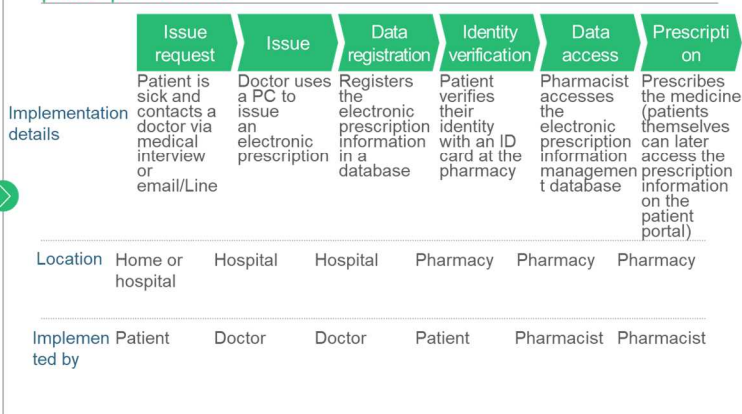 Issue
request
Issue
Data
registration
Identity
verification
Data
access
Prescripti
on
Implementation
details
Patient is
sick and
contacts a
doctor via
medical
interview
or
email/Line
Doctor uses
a PC to
issue
an
electronic
prescription
Registers
the
electronic
prescription
information
in a
database
Patient
verifies
their
identity
with an ID
card at the
pharmacy
Pharmacist
accesses
the
electronic
prescription
information
managemen
t database
Prescribes
the medicine
(patients
themselves
can later
access the
prescription
information
on the
patient
portal)
Location
Home or
hospital
Hospital
Hospital
Pharmacy
Pharmacy
Pharmacy
Implemen
ted by
Patient
Doctor
Doctor
Patient
Pharmacist
Pharmacist